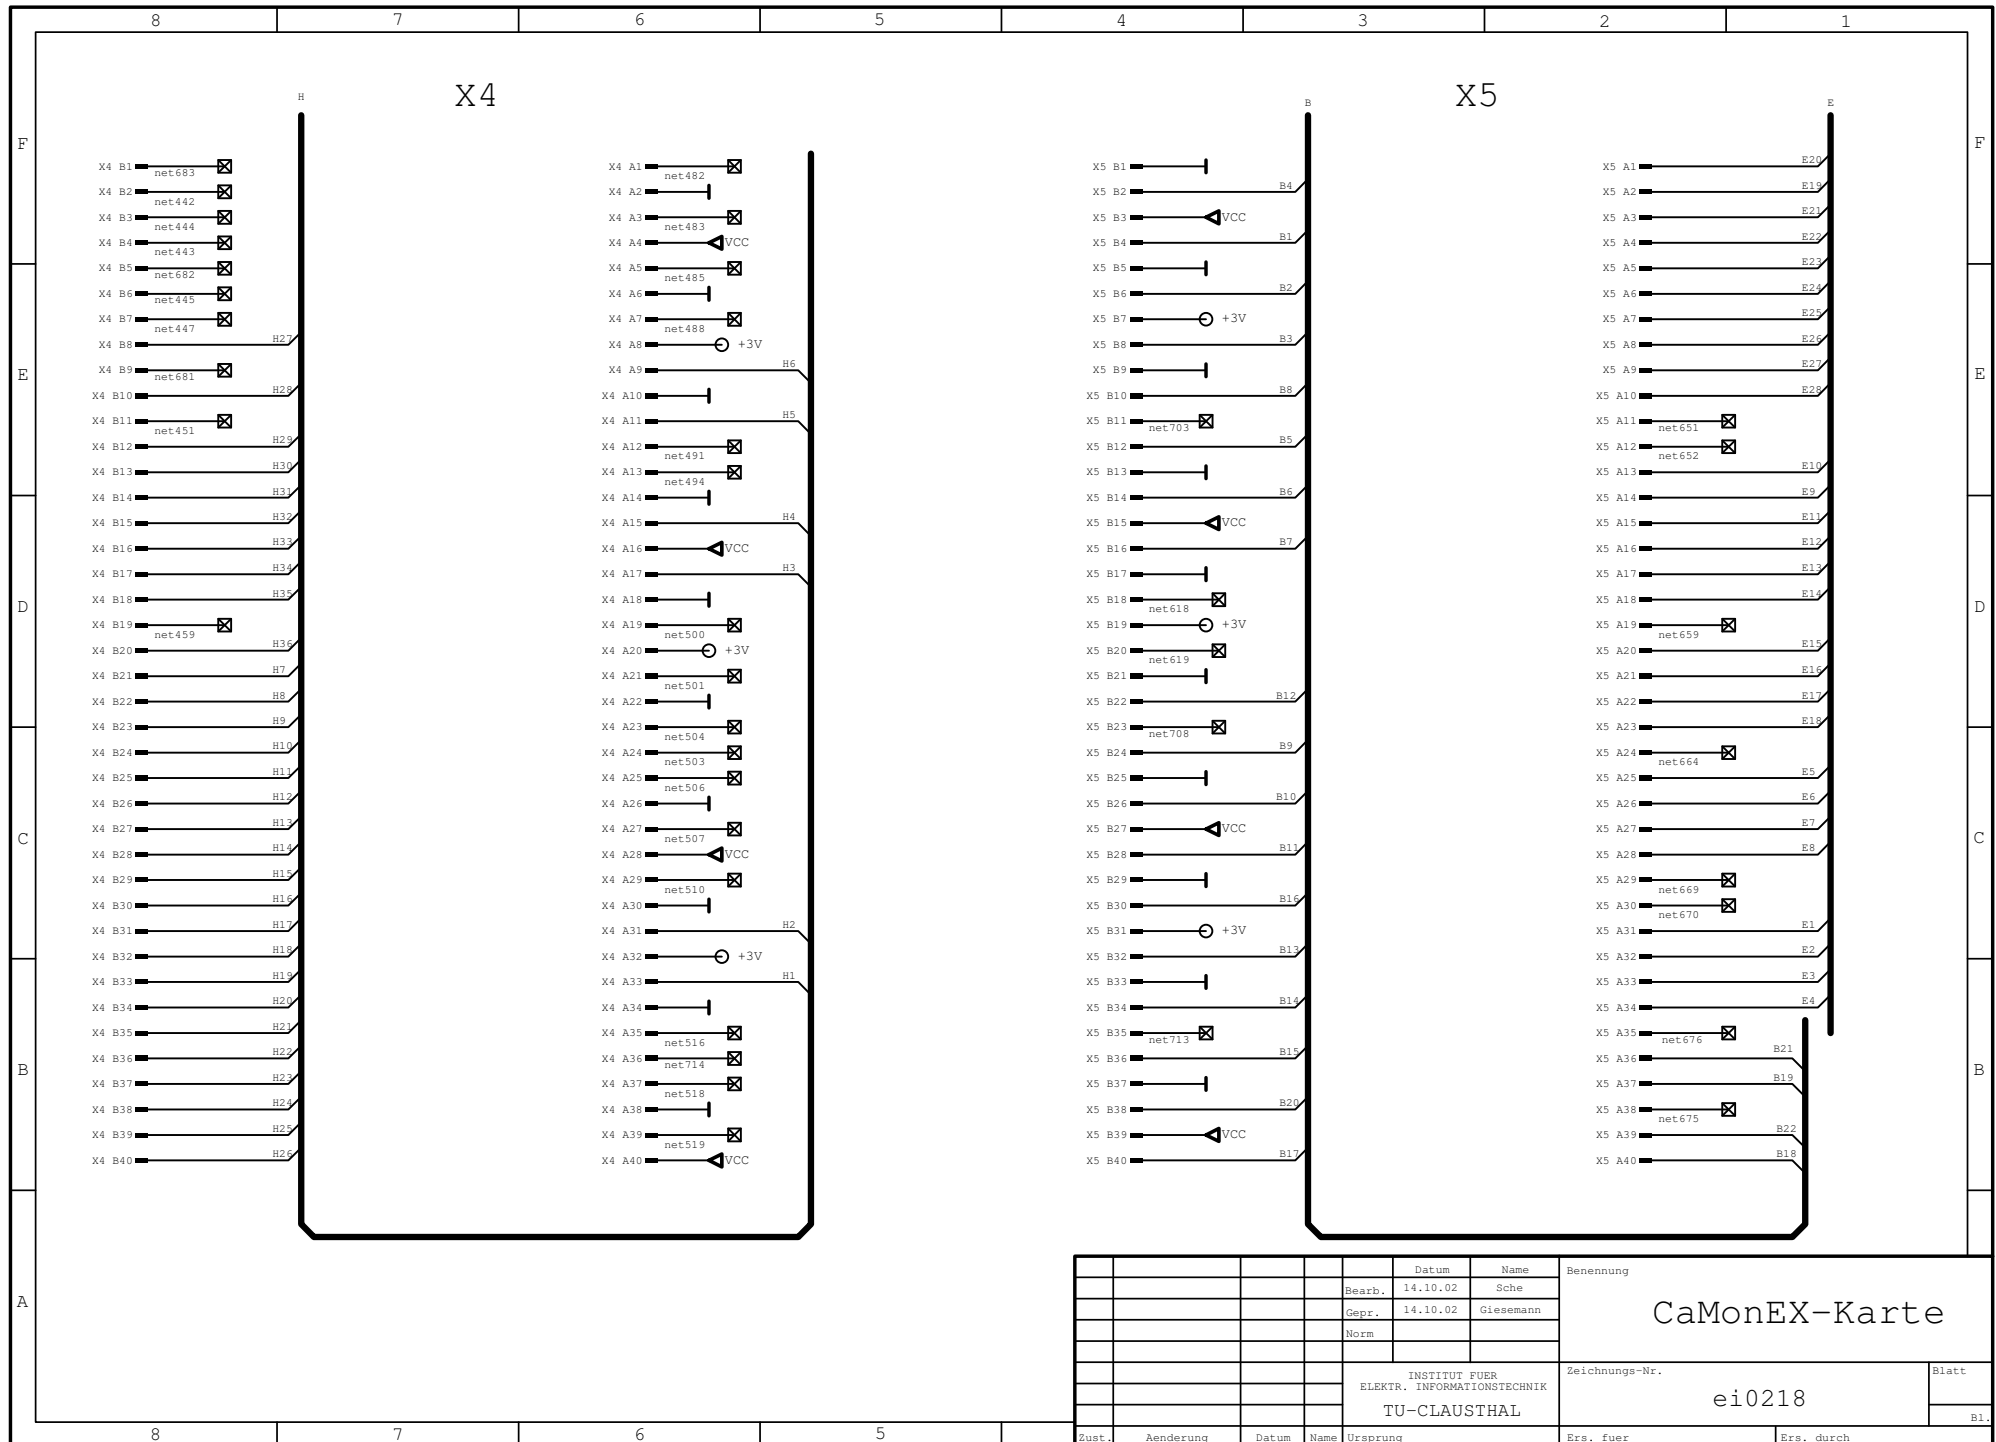 8 7 6 5 4 3 2 1
X4 X5
H B E
F F
X4 B1 net683 X4 A1 net482 X5 B1 X5 A1 E20
X4 B2 net442 X4 A2 X5 B2 B4 X5 A2 E19
X4 B3 net444 X4 A3 net483 X5 B3 VCC X5 A3 E21
X4 B4 net443 X4 A4 VCC X5 B4 B1 X5 A4 E22
X4 B5 net682 X4 A5 net485 X5 B5 X5 A5 E23
X4 B6 net445 X4 A6 X5 B6 B2 X5 A6 E24
X4 B7 net447 X4 A7 net488 X5 B7 +3V X5 A7 E25
X4 B8 H27 X4 A8 +3V X5 B8 B3 X5 A8 E26
E X4 B9 net681 X4 A9 H6 X5 B9 X5 A9 E27 E
X4 B10 H28 X4 A10 X5 B10 B8 X5 A10 E28
X4 B11 net451 X4 A11 H5 X5 B11 net703 X5 A11 net651
X4 B12 H29 X4 A12 net491 X5 B12 B5 X5 A12 net652
X4 B13 H30 X4 A13 net494 X5 B13 X5 A13 E10
X4 B14 H31 X4 A14 X5 B14 B6 X5 A14 E9
X4 B15 H32 X4 A15 H4 X5 B15 VCC X5 A15 E11
X4 B16 H33 X4 A16 VCC X5 B16 B7 X5 A16 E12
X4 B17 H34 X4 A17 H3 X5 B17 X5 A17 E13
D X4 B18 H35 X4 A18 X5 B18 net618 X5 A18 E14 D
X4 B19 net459 X4 A19 net500 X5 B19 +3V X5 A19 net659
X4 B20 H36 X4 A20 +3V X5 B20 net619 X5 A20 E15
X4 B21 H7 X4 A21 net501 X5 B21 X5 A21 E16
X4 B22 H8 X4 A22 X5 B22 B12 X5 A22 E17
X4 B23 H9 X4 A23 net504 X5 B23 net708 X5 A23 E18
X4 B24 H10 X4 A24 net503 X5 B24 B9 X5 A24 net664
X4 B25 H11 X4 A25 net506 X5 B25 X5 A25 E5
X4 B26 H12 X4 A26 X5 B26 B10 X5 A26 E6
C X4 B27 H13 X4 A27 net507 X5 B27 VCC X5 A27 E7 C
X4 B28 H14 X4 A28 VCC X5 B28 B11 X5 A28 E8
X4 B29 H15 X4 A29 net510 X5 B29 X5 A29 net669
X4 B30 H16 X4 A30 X5 B30 B16 X5 A30 net670
X4 B31 H17 X4 A31 H2 X5 B31 +3V X5 A31 E1
X4 B32 H18 X4 A32 +3V X5 B32 B13 X5 A32 E2
X4 B33 H19 X4 A33 H1 X5 B33 X5 A33 E3
X4 B34 H20 X4 A34 X5 B34 B14 X5 A34 E4
X4 B35 H21 X4 A35 net516 X5 B35 net713 X5 A35 net676
B X4 B36 H22 X4 A36 net714 X5 B36 B15 X5 A36 B21 B
X4 B37 H23 X4 A37 net518 X5 B37 X5 A37 B19
X4 B38 H24 X4 A38 X5 B38 B20 X5 A38 net675
X4 B39 H25 X4 A39 net519 X5 B39 VCC X5 A39 B22
X4 B40 H26 X4 A40 VCC X5 B40 B17 X5 A40 B18
A
Datum Name Benennung
Bearb. 14.10.02 Sche
Gepr. 14.10.02 Giesemann
Norm
CaMonEX-Karte
INSTITUT FUER
ELEKTR. INFORMATIONSTECHNIK
TU-CLAUSTHAL
Zeichnungs-Nr.
ei0218
Blatt
Bl.
8 7 6 5
Zust. Aenderung Datum Name Ursprung Ers. fuer Ers. durch